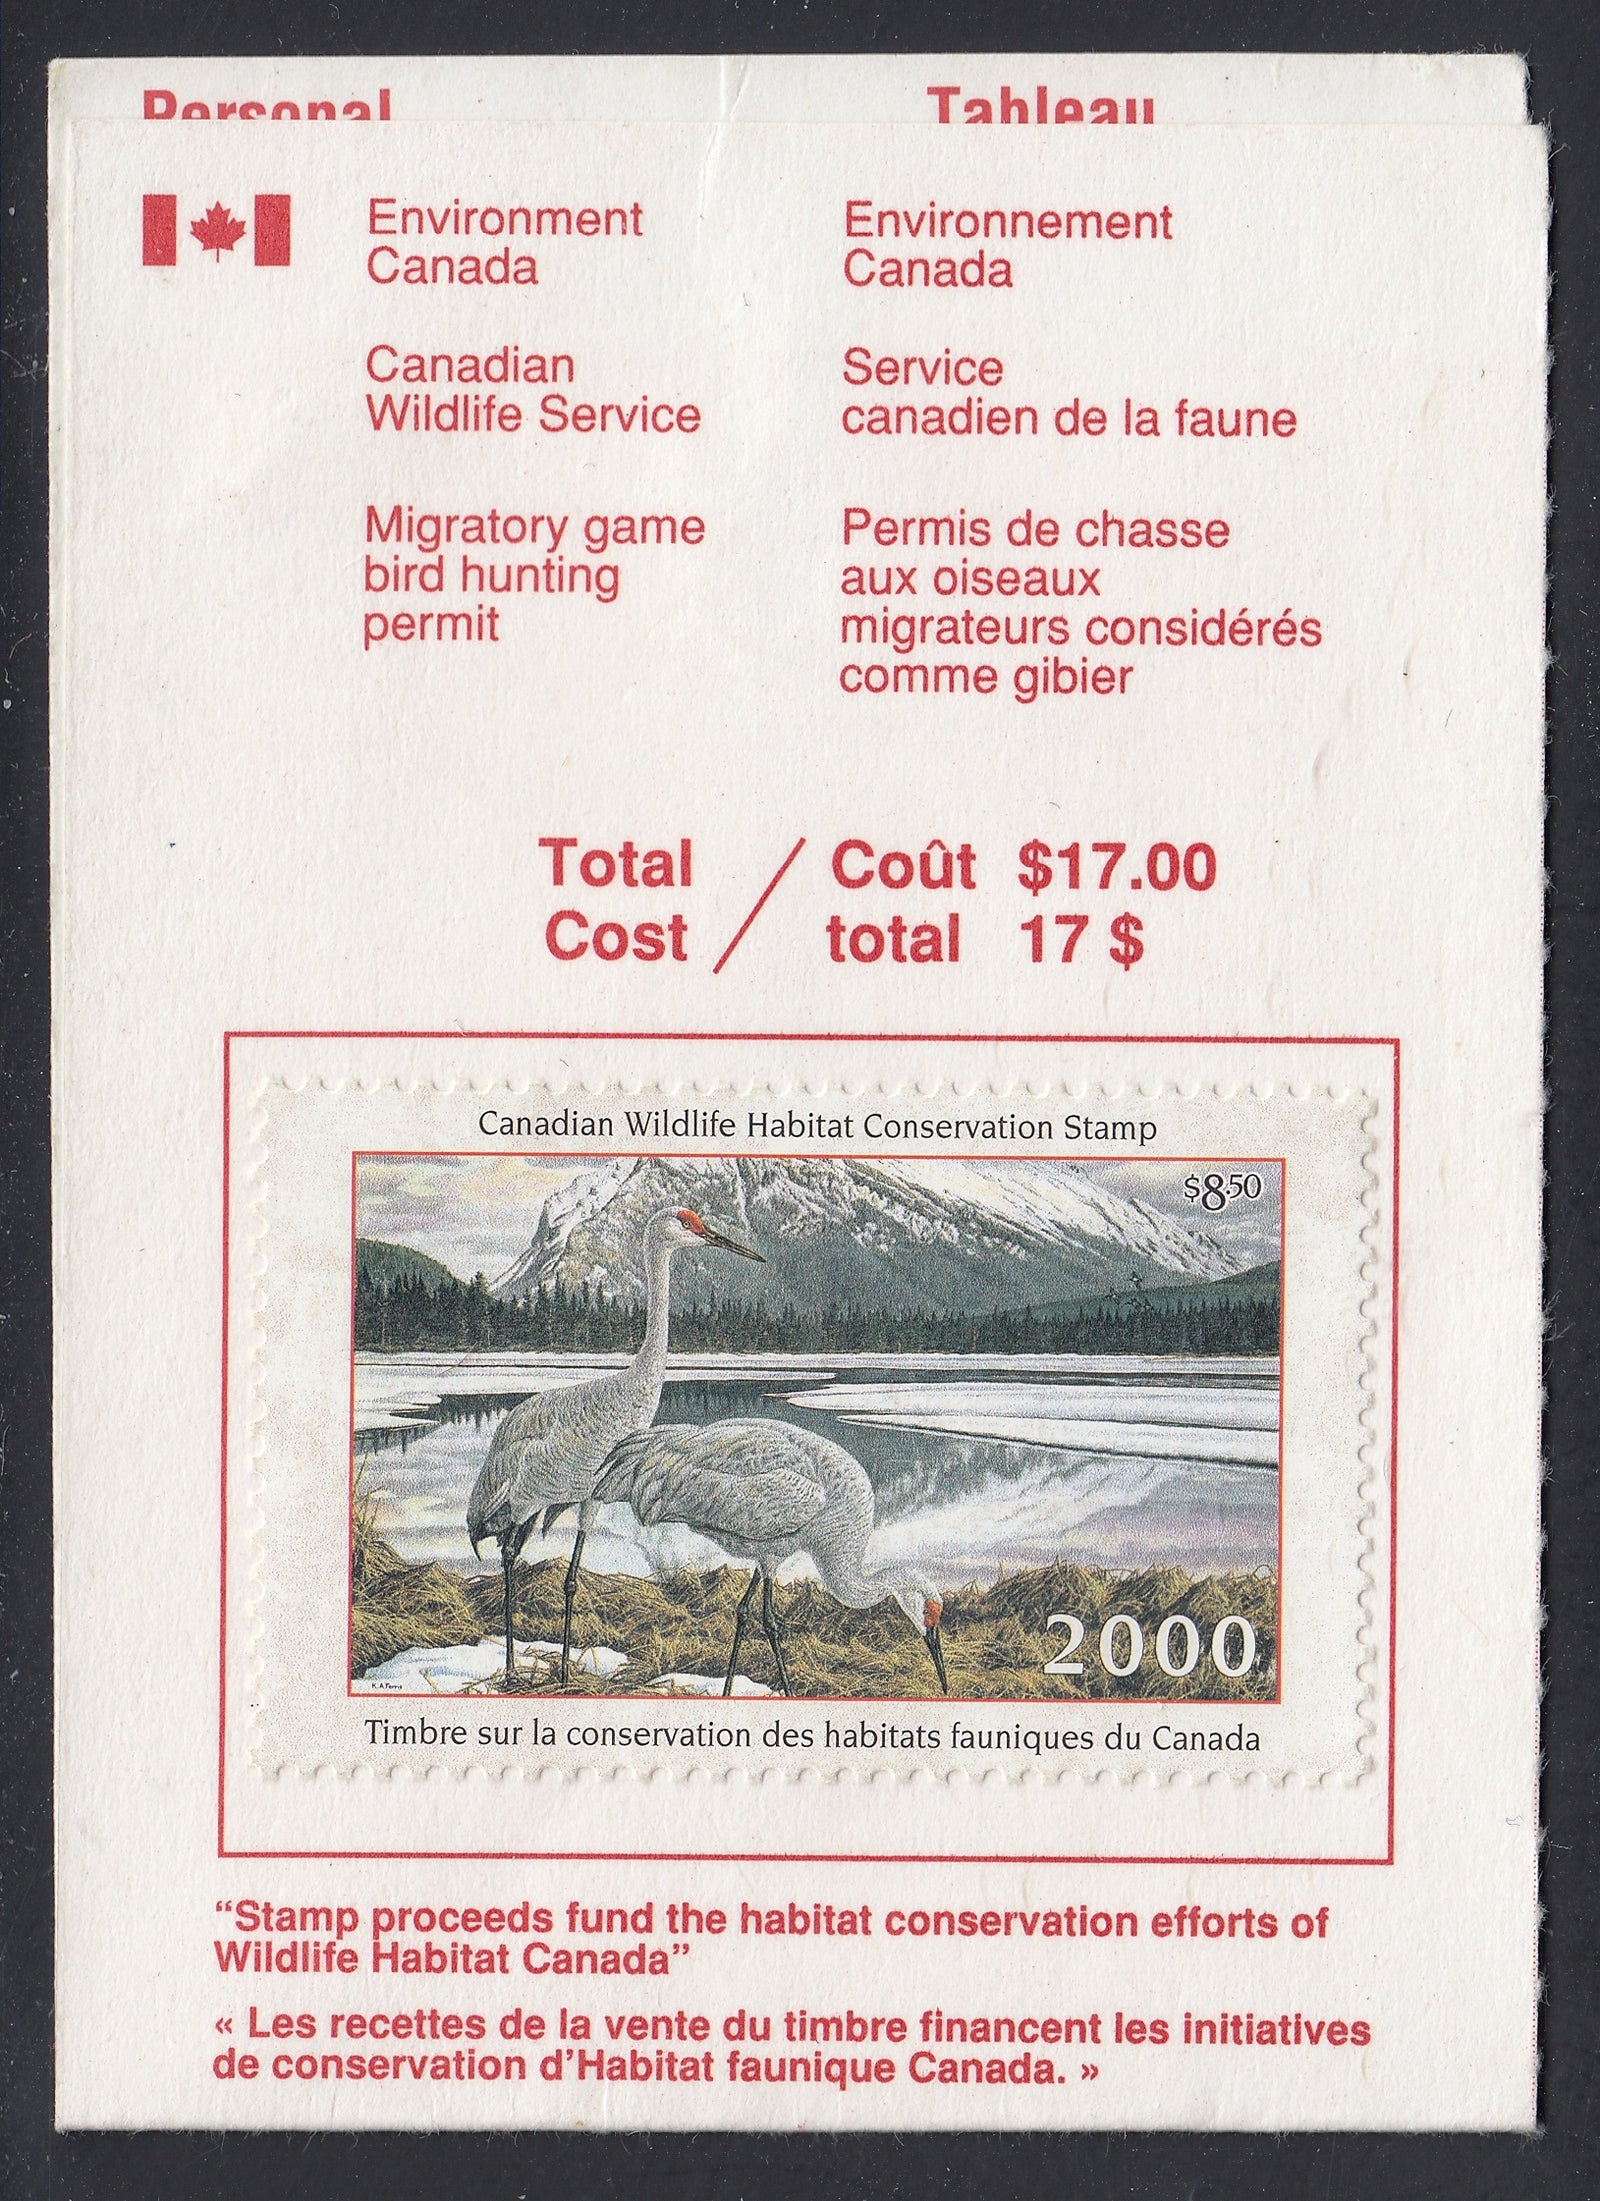 Personal
Tableau
Environment
Canada
Environnement
Canada
Canadian
Wildlife Service
Service
canadien de la faune
Migratory game
bird hunting
permit
Permis de chasse
aux oiseaux
migrateurs considérés
comme gibier
Total / Coût $17.00
Cost / total 17 $
Canadian Wildlife Habitat Conservation Stamp
$8.50
2000
Timbre sur la conservation des habitats fauniques du Canada
“Stamp proceeds fund the habitat conservation efforts of
Wildlife Habitat Canada”
« Les recettes de la vente du timbre financent les initiatives
de conservation d’Habitat faunique Canada. »